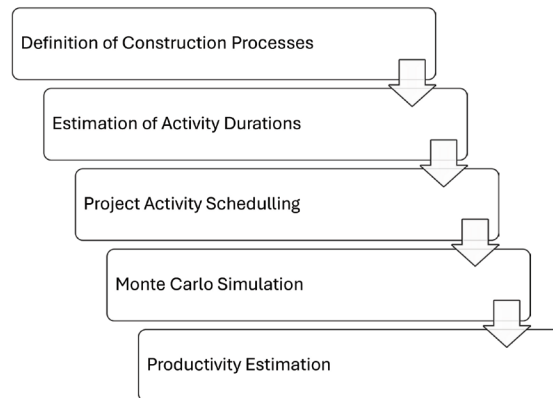 Definition of Construction Processes
Estimation of Activity Durations
Project Activity Schedulling
Monte Carlo Simulation
Productivity Estimation